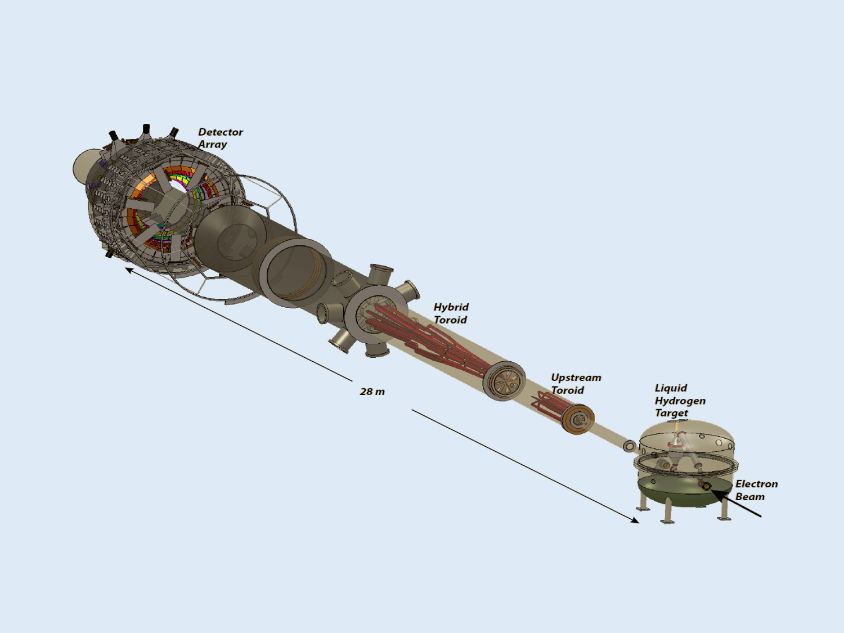 Detector
Array
Hybrid
Toroid
28 m
Upstream
Toroid
Liquid
Hydrogen
Target
Electron
Beam